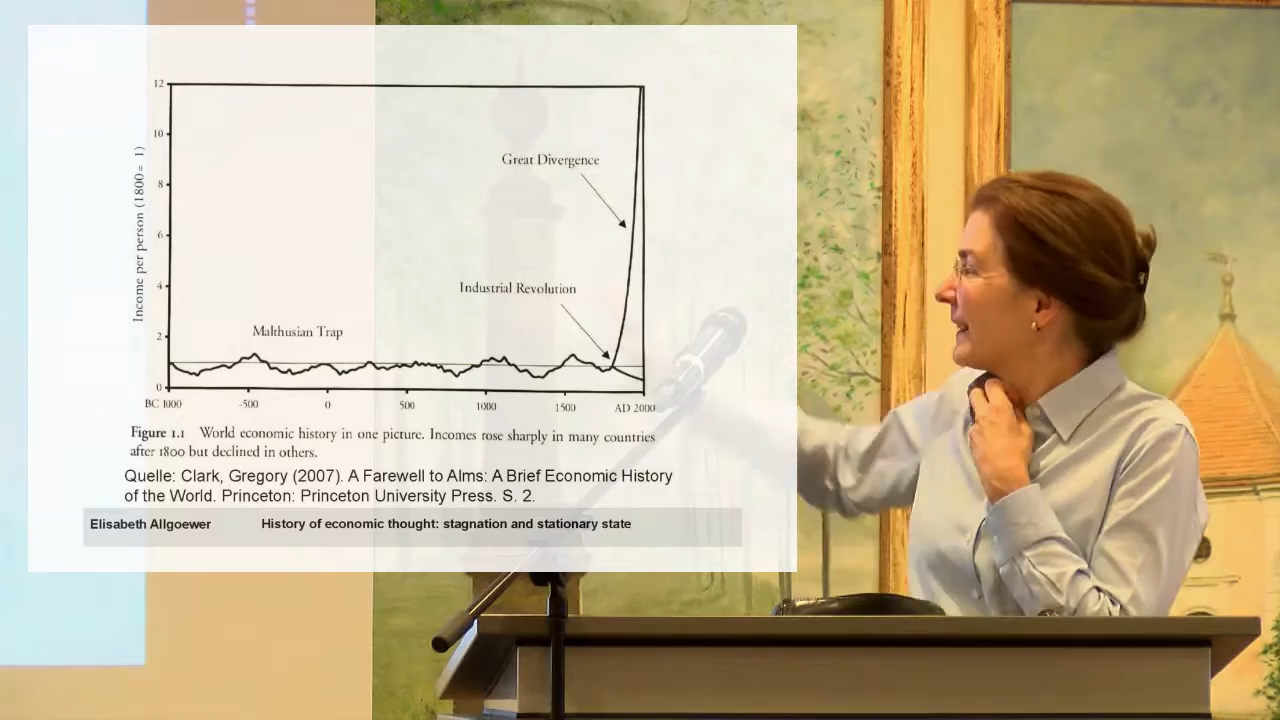 12
10
Great Divergence
8
6
Income per person (1800 = 1)
4
Industrial Revolution
Malthusian Trap
2
0
BC 1000 -500 0 500 1000 1500 AD 2000
Figure 1.1 World economic history in one picture. Incomes rose sharply in many countries
after 1800 but declined in others.
Quelle: Clark, Gregory (2007). A Farewell to Alms: A Brief Economic History
of the World. Princeton: Princeton University Press. S. 2.
Elisabeth Allgoewer History of economic thought: stagnation and stationary state